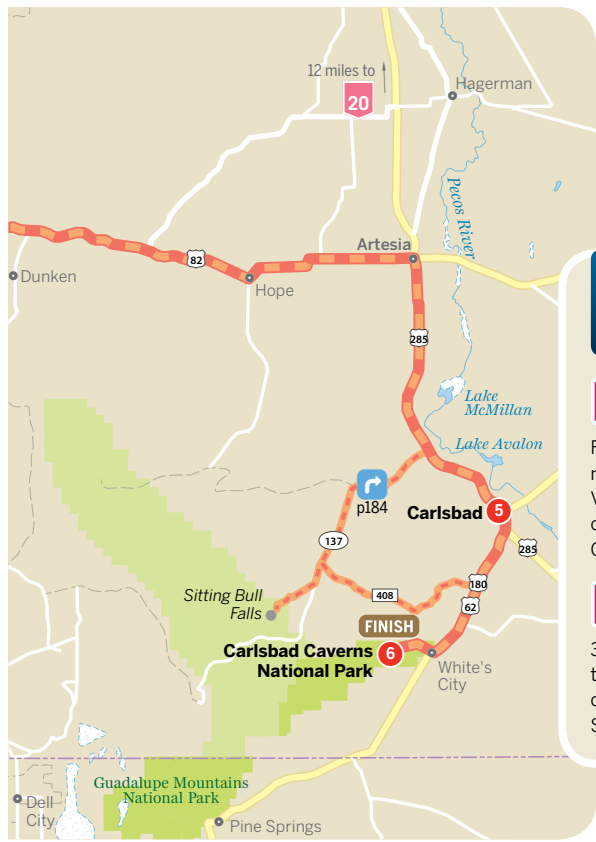 12 miles to
20
Hagerman
Pecos River
Artesia
82
Dunken
Hope
285
Lake
McMillan
Lake Avalon
p184
Carlsbad
5
137
285
Sitting Bull
Falls
408
180
62
FINISH
Carlsbad Caverns
National Park
6
White's
City
Guadalupe Mountains
National Park
Dell
City
Pine Springs